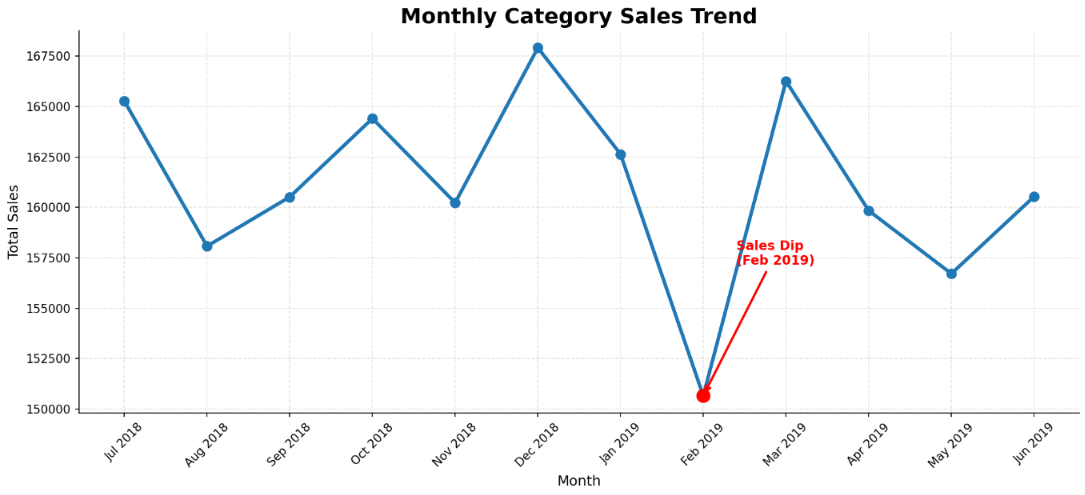 Monthly Category Sales Trend
Total Sales
167500
165000
162500
160000
157500
155000
152500
150000
Sales Dip
(Feb 2019)
Jul 2018
Aug 2018
Sep 2018
Oct 2018
Nov 2018
Dec 2018
Jan 2019
Feb 2019
Mar 2019
Apr 2019
May 2019
Jun 2019
Month